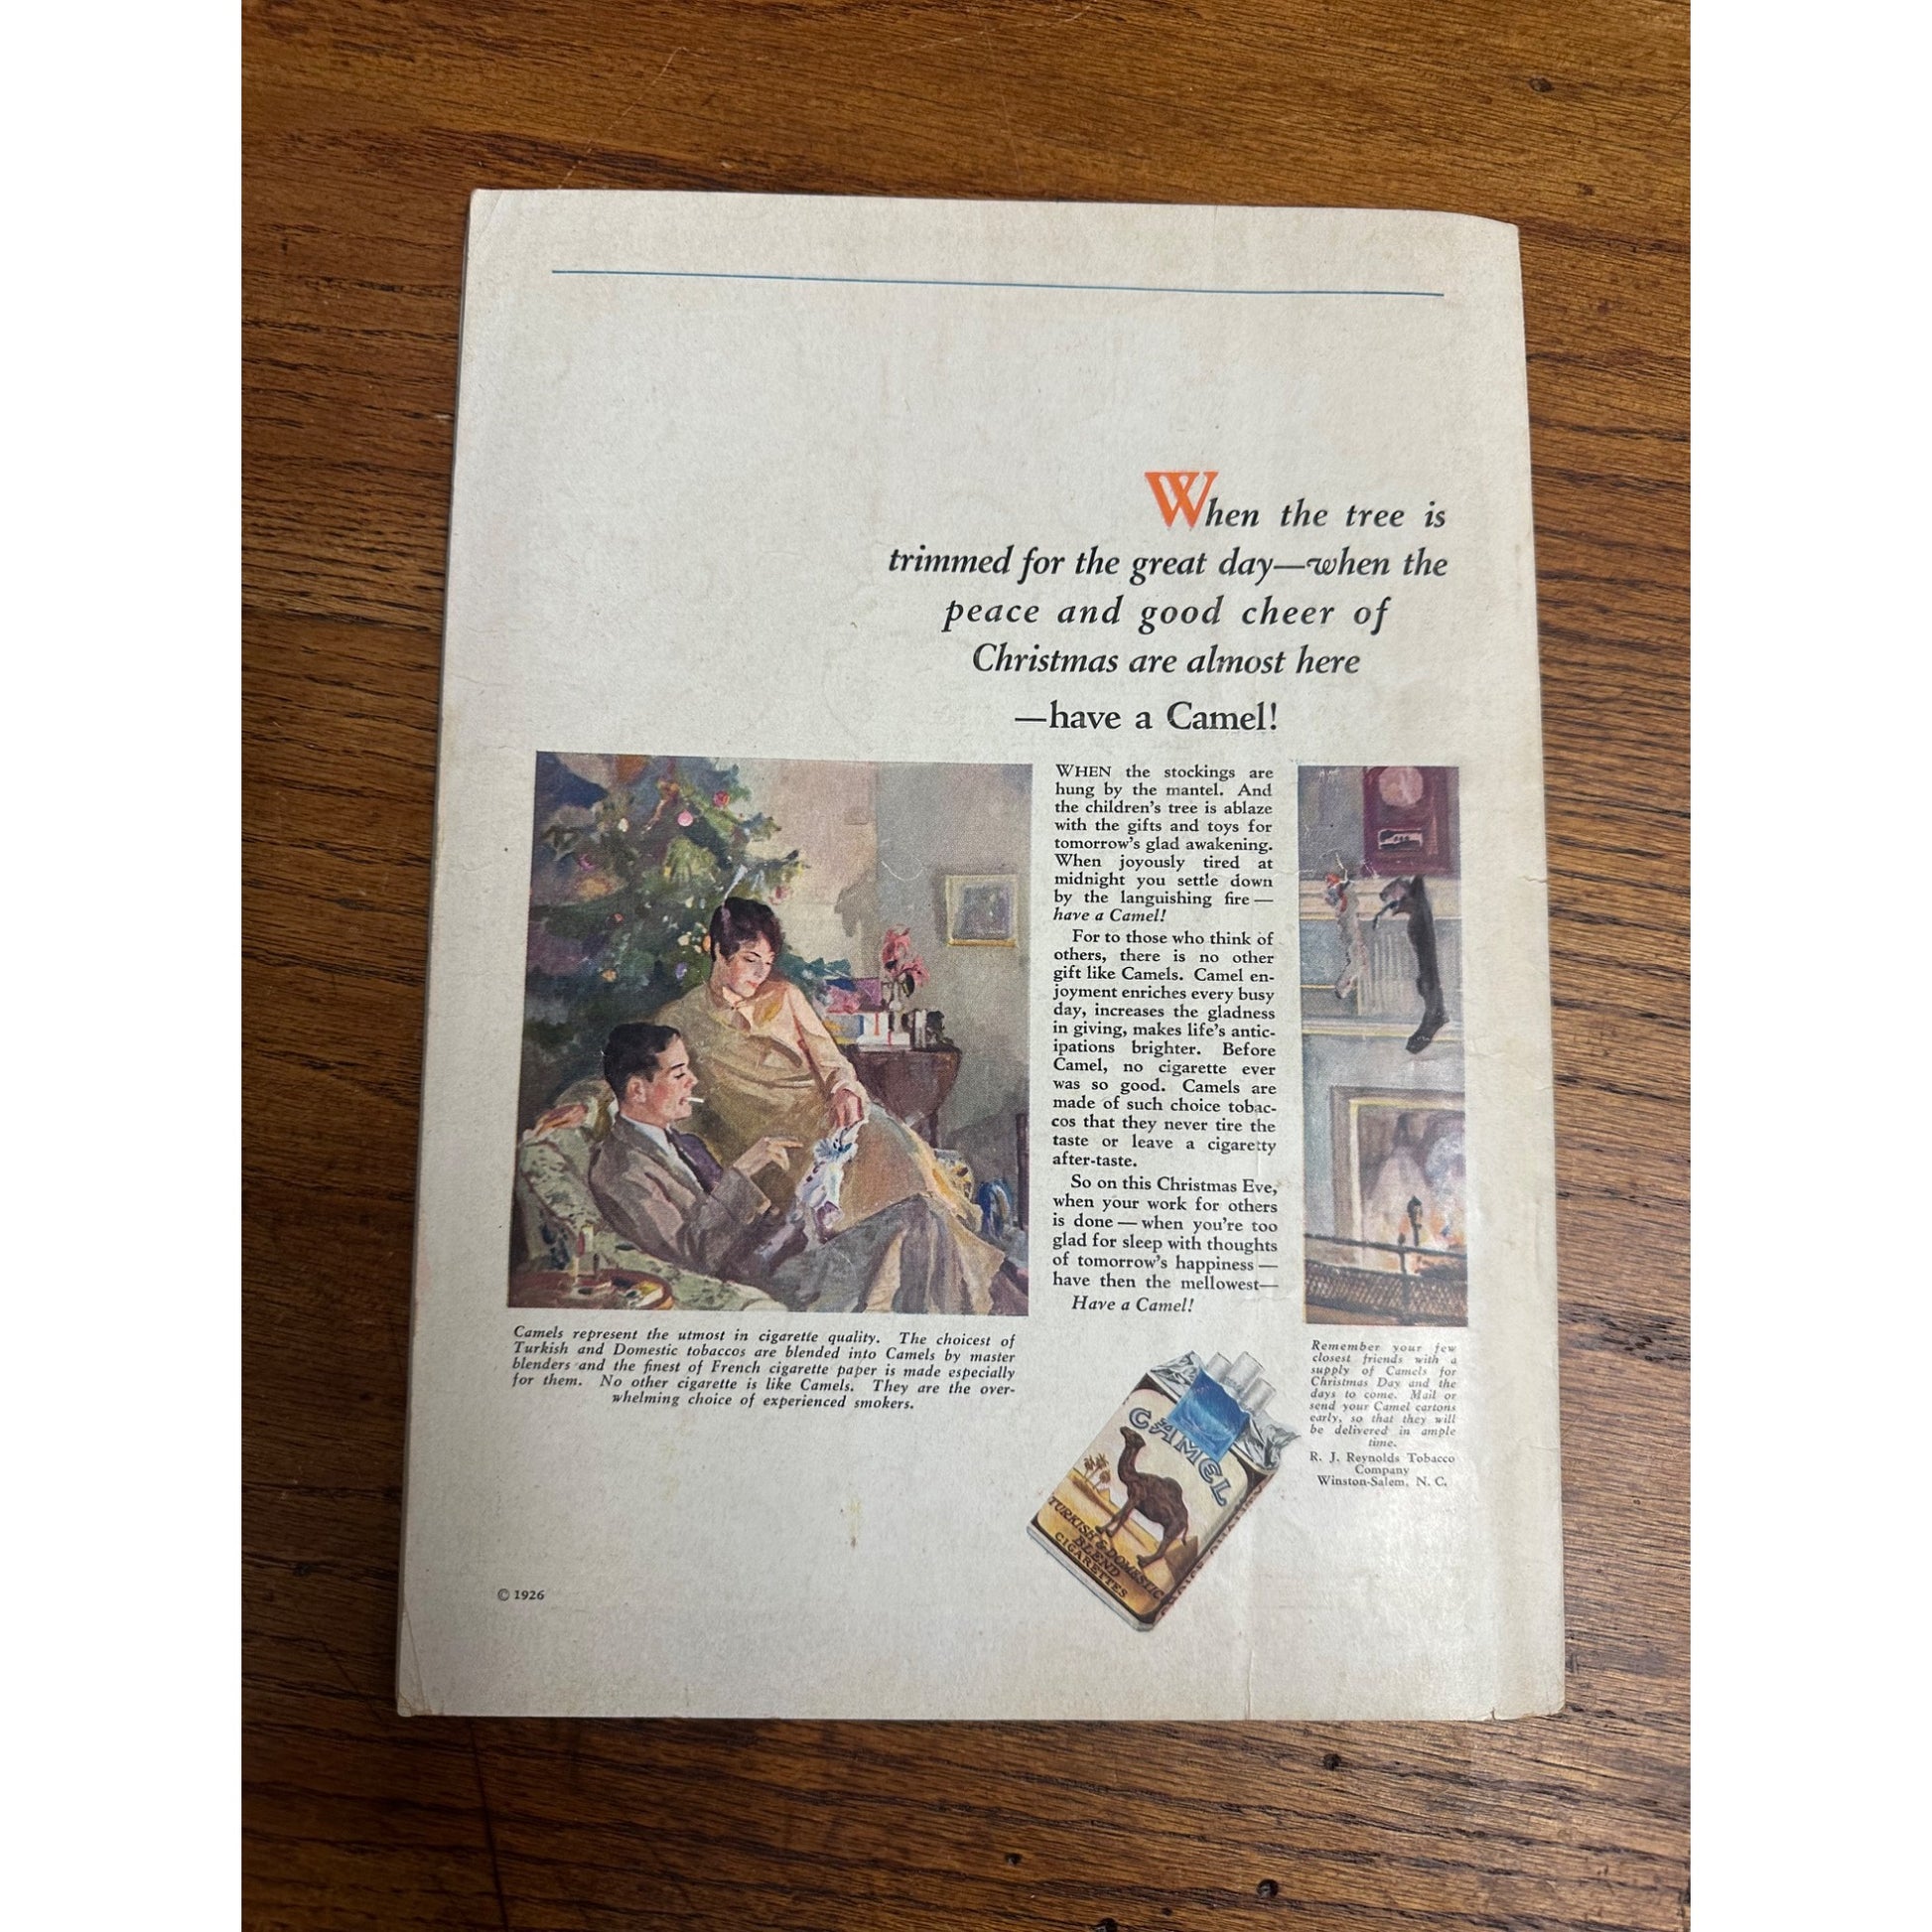 When the tree is
trimmed for the great day—when the
peace and good cheer of
Christmas are almost here
—have a Camel!
WHEN the stockings are
hung by the mantel. And
the children's tree is ablaze
with the gifts and toys for
tomorrow's glad awakening.
When joyously tired at
midnight you settle down
by the languishing fire—
have a Camel!
For to those who think of
others, there is no other
gift like Camels. Camel en-
joyment enriches every busy
day, increases the gladness
in giving, makes life's antic-
ipations brighter. Before
Camel, no cigarette ever
was so good. Camels are
made of such choice tobac-
cos that they never tire the
taste or leave a cigaretty
after-taste.
So on this Christmas Eve,
when your work for others
is done—when you're too
glad for sleep with thoughts
of tomorrow's happiness—
have then the mellowest—
Have a Camel!
Camels represent the utmost in cigarette quality. The choicest of
Turkish and Domestic tobaccos are blended into Camels by master
blenders and the finest of French cigarette paper is made especially
for them. No other cigarette is like Camels. They are the over-
whelming choice of experienced smokers.
Remember your few
closest friends with a
supply of Camels for
Christmas Day and the
days to come. Mail or
send your Camel cartons
early, so that they will
be delivered in ample
time.
R. J. Reynolds Tobacco
Company
Winston-Salem, N. C.
CAMEL
TURKISH & DOMESTIC
BLEND
CIGARETTES
© 1926